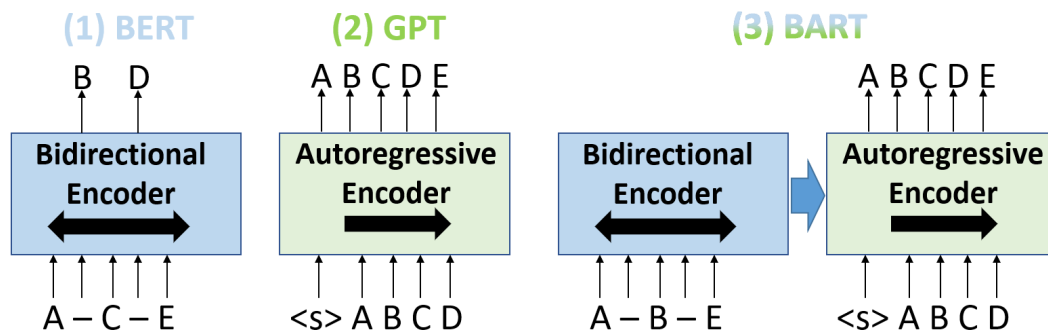 (1) BERT
(2) GPT
(3) BART
B D
A B C D E
A B C D E
Bidirectional
Encoder
Autoregressive
Encoder
Bidirectional
Encoder
Autoregressive
Encoder
A – C – E
<s> A B C D
A – B – E
<s> A B C D